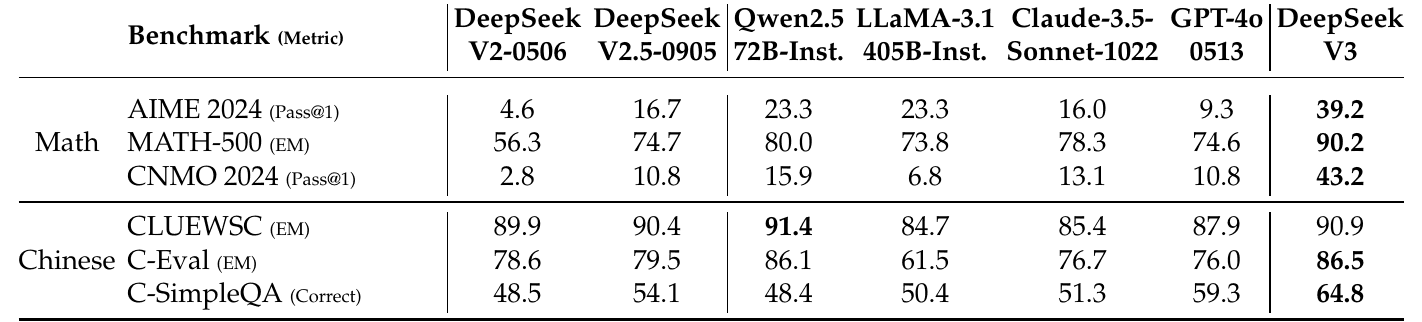 Benchmark (Metric) DeepSeek DeepSeek Qwen2.5 LLaMA-3.1 Claude-3.5- GPT-4o DeepSeek
V2-0506 V2.5-0905 72B-Inst. 405B-Inst. Sonnet-1022 0513 V3
AIME 2024 (Pass@1) 4.6 16.7 23.3 23.3 16.0 9.3 39.2
Math MATH-500 (EM) 56.3 74.7 80.0 73.8 78.3 74.6 90.2
CNMO 2024 (Pass@1) 2.8 10.8 15.9 6.8 13.1 10.8 43.2
CLUEWSC (EM) 89.9 90.4 91.4 84.7 85.4 87.9 90.9
Chinese C-Eval (EM) 78.6 79.5 86.1 61.5 76.7 76.0 86.5
C-SimpleQA (Correct) 48.5 54.1 48.4 50.4 51.3 59.3 64.8